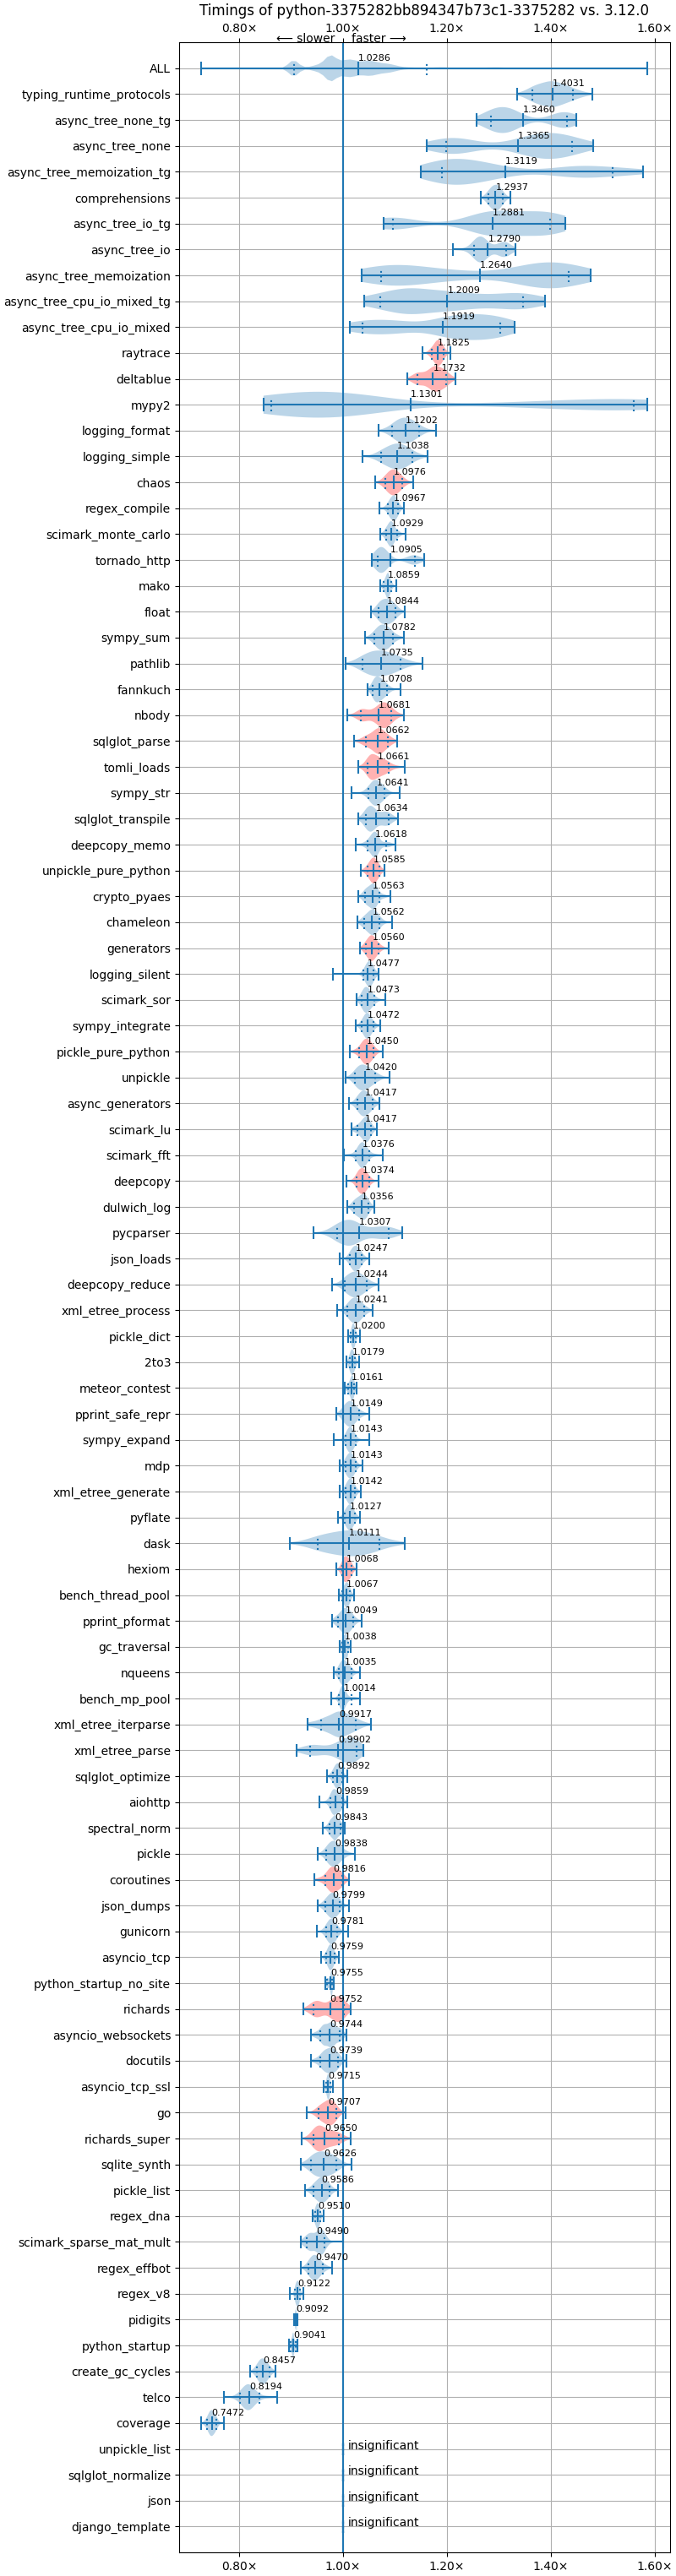 Timings of python-3375282bb894347b73c1-3375282 vs. 3.12.0
0.80× 1.00× 1.20× 1.40× 1.60×
⟵ slower faster ⟶
ALL 1.0286
typing_runtime_protocols 1.4031
async_tree_none_tg 1.3460
async_tree_none 1.3365
async_tree_memoization_tg 1.3119
comprehensions 1.2937
async_tree_io_tg 1.2881
async_tree_io 1.2790
async_tree_memoization 1.2640
async_tree_cpu_io_mixed_tg 1.2009
async_tree_cpu_io_mixed 1.1919
raytrace 1.1825
deltablue 1.1732
mypy2 1.1301
logging_format 1.1202
logging_simple 1.1038
chaos 1.0976
regex_compile 1.0967
scimark_monte_carlo 1.0929
tornado_http 1.0905
mako 1.0859
float 1.0844
sympy_sum 1.0782
pathlib 1.0735
fannkuch 1.0708
nbody 1.0681
sqlglot_parse 1.0662
tomli_loads 1.0661
sympy_str 1.0641
sqlglot_transpile 1.0634
deepcopy_memo 1.0618
unpickle_pure_python 1.0585
crypto_pyaes 1.0563
chameleon 1.0562
generators 1.0560
logging_silent 1.0477
scimark_sor 1.0473
sympy_integrate 1.0472
pickle_pure_python 1.0450
unpickle 1.0420
async_generators 1.0417
scimark_lu 1.0417
scimark_fft 1.0376
deepcopy 1.0374
dulwich_log 1.0356
pycparser 1.0307
json_loads 1.0247
deepcopy_reduce 1.0244
xml_etree_process 1.0241
pickle_dict 1.0200
2to3 1.0179
meteor_contest 1.0161
pprint_safe_repr 1.0149
sympy_expand 1.0143
mdp 1.0143
xml_etree_generate 1.0142
pyflate 1.0127
dask 1.0111
hexiom 1.0068
bench_thread_pool 1.0067
pprint_pformat 1.0049
gc_traversal 1.0038
nqueens 1.0035
bench_mp_pool 1.0014
xml_etree_iterparse 0.9917
xml_etree_parse 0.9902
sqlglot_optimize 0.9892
aiohttp 0.9859
spectral_norm 0.9843
pickle 0.9838
coroutines 0.9816
json_dumps 0.9799
gunicorn 0.9781
asyncio_tcp 0.9759
python_startup_no_site 0.9755
richards 0.9752
asyncio_websockets 0.9744
docutils 0.9739
asyncio_tcp_ssl 0.9715
go 0.9707
richards_super 0.9650
sqlite_synth 0.9626
pickle_list 0.9586
regex_dna 0.9510
scimark_sparse_mat_mult 0.9490
regex_effbot 0.9470
regex_v8 0.9122
pidigits 0.9092
python_startup 0.9041
create_gc_cycles 0.8457
telco 0.8194
coverage 0.7472
unpickle_list insignificant
sqlglot_normalize insignificant
json insignificant
django_template insignificant
0.80× 1.00× 1.20× 1.40× 1.60×